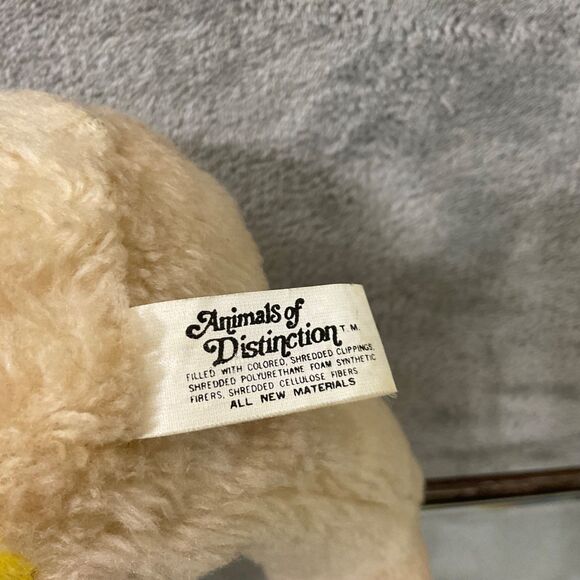 Animals of
Distinction T.M.
FILLED WITH COLORED, SHREDDED CLIPPINGS,
SHREDDED POLYURETHANE FOAM SYNTHETIC
FIBERS, SHREDDED CELLULOSE FIBERS
ALL NEW MATERIALS